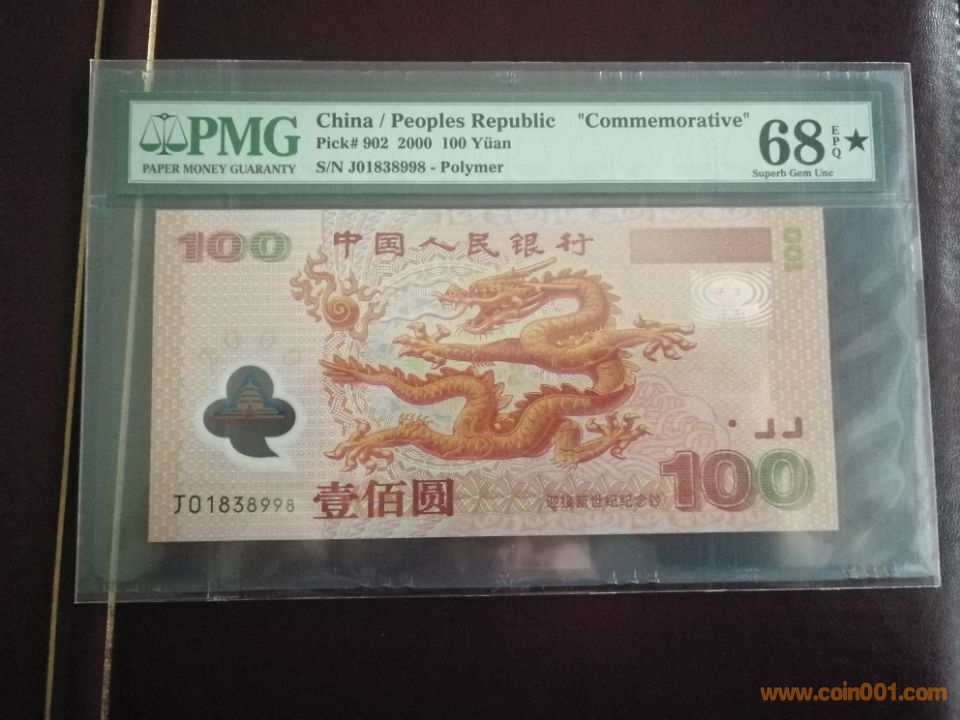 PMG
PAPER MONEY GUARANTY
China / Peoples Republic "Commemorative"
Pick# 902 2000 100 Yüan
S/N J01838998 - Polymer
68 EPQ ★
Superb Gem Unc
100 中国人民银行 100
J01838998 壹佰圆
迎接新世纪纪念钞 100
www.coin001.com